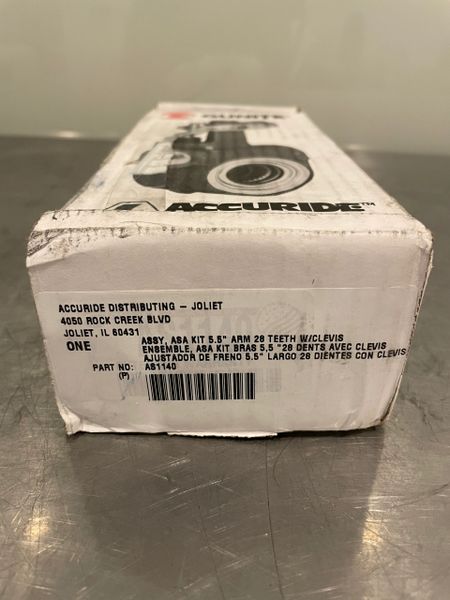 GUNITE
ACCURIDE™
ACCURIDE DISTRIBUTING - JOLIET
4050 ROCK CREEK BLVD
JOLIET, IL 60431
ONE
ASSY, ASA KIT 5.5" ARM 28 TEETH W/CLEVIS
ENSEMBLE, ASA KIT BRAS 5,5 "28 DENTS AVEC CLEVIS
AJUSTADOR DE FRENO 5.5" LARGO 28 DIENTES CON CLEVIS
PART NO: AS1140
(P)